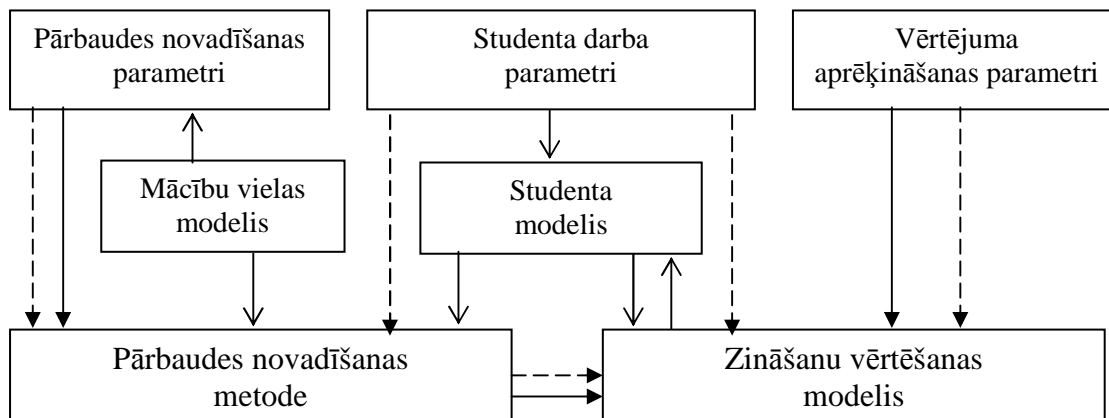 Pārbaudes novadīšanas
parametri
Studenta darba
parametri
Vērtējuma
aprēķināšanas parametri
Mācību vielas
modelis
Studenta
modelis
Pārbaudes novadīšanas
metode
Zināšanu vērtēšanas
modelis